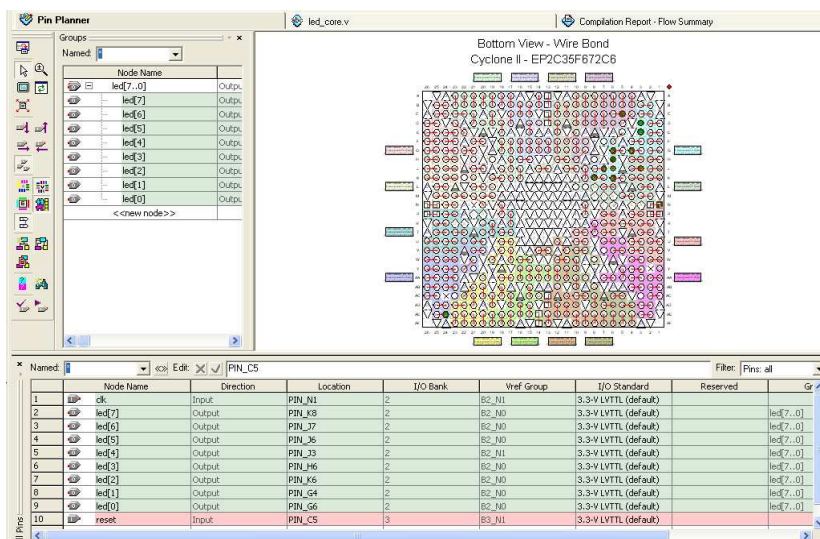 Pin Planner
led_core.v
Compilation Report - Flow Summary
Groups
Named: *
Node Name
led[7..0] Outpu
led[7] Outpu
led[6] Outpu
led[5] Outpu
led[4] Outpu
led[3] Outpu
led[2] Outpu
led[1] Outpu
led[0] Outpu
<<new node>>
Bottom View - Wire Bond
Cyclone II - EP2C35F672C6
Named: * Edit: PIN_C5 Filter: Pins: all
Node Name Direction Location I/O Bank Vref Group I/O Standard Reserved Gr
1 clk Input PIN_N1 2 B2_N1 3.3-V LVTTL (default)
2 led[7] Output PIN_K8 2 B2_N0 3.3-V LVTTL (default) led[7..0]
3 led[6] Output PIN_J7 2 B2_N0 3.3-V LVTTL (default) led[7..0]
4 led[5] Output PIN_J6 2 B2_N0 3.3-V LVTTL (default) led[7..0]
5 led[4] Output PIN_J3 2 B2_N1 3.3-V LVTTL (default) led[7..0]
6 led[3] Output PIN_H6 2 B2_N0 3.3-V LVTTL (default) led[7..0]
7 led[2] Output PIN_K6 2 B2_N0 3.3-V LVTTL (default) led[7..0]
8 led[1] Output PIN_G4 2 B2_N0 3.3-V LVTTL (default) led[7..0]
9 led[0] Output PIN_G6 2 B2_N0 3.3-V LVTTL (default) led[7..0]
10 reset Input PIN_C5 3 B3_N1 3.3-V LVTTL (default)
ll Pins